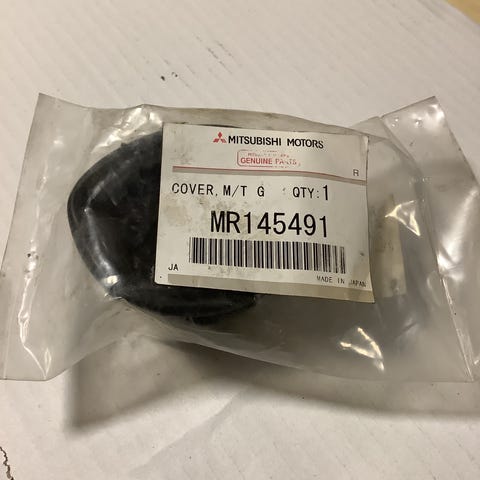 MITSUBISHI MOTORS
GENUINE PARTS
R
COVER, M/T G QTY:1
MR145491
JA MADE IN JAPAN